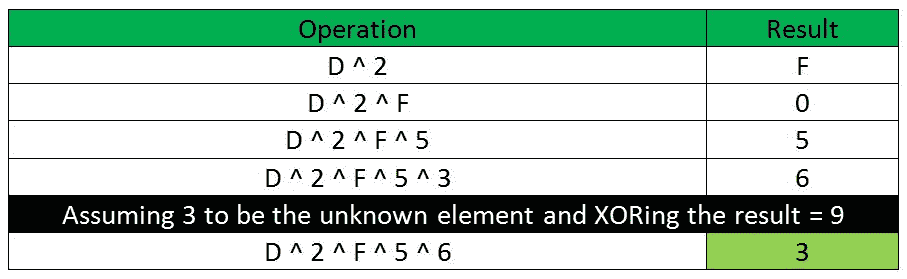 Operation Result
D ^ 2 F
D ^ 2 ^ F 0
D ^ 2 ^ F ^ 5 5
D ^ 2 ^ F ^ 5 ^ 3 6
Assuming 3 to be the unknown element and XORing the result = 9
D ^ 2 ^ F ^ 5 ^ 6 3